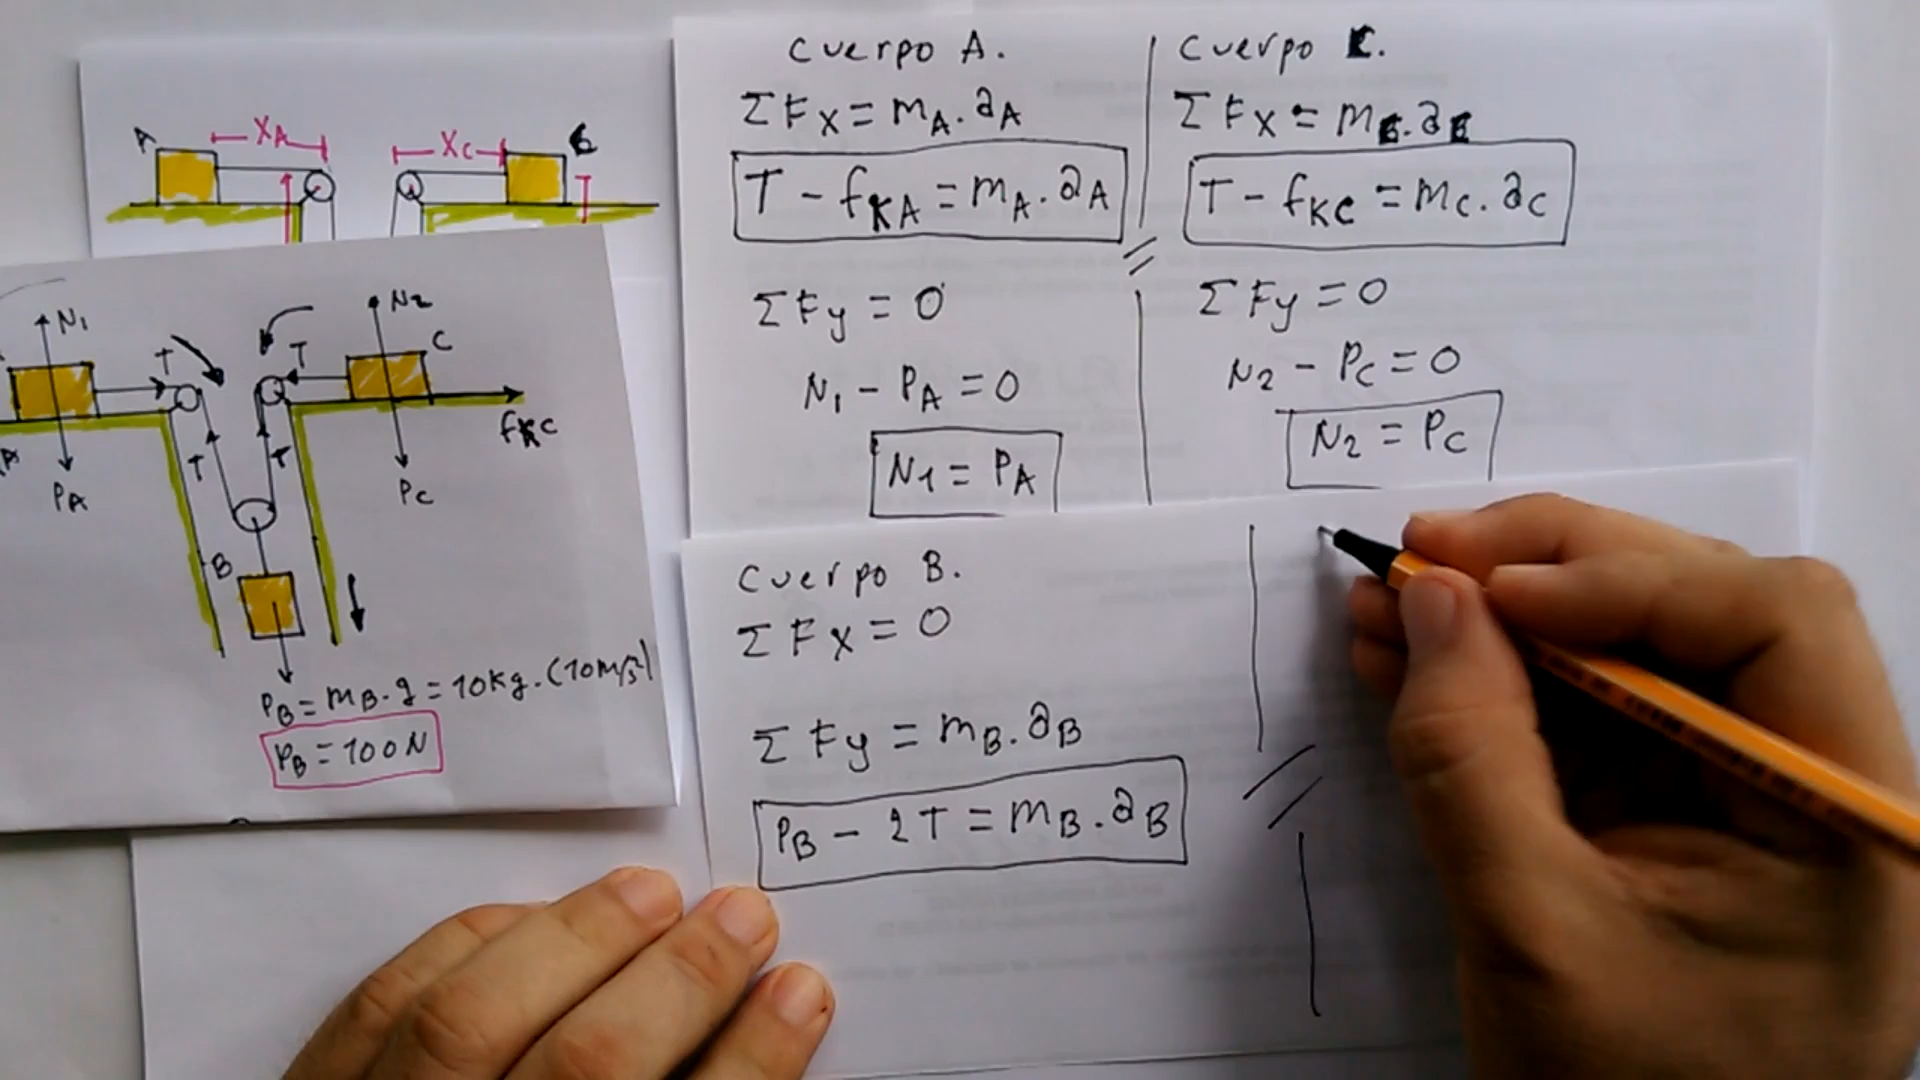 A
XA
XC
C
N1
T
T
N2
C
fKC
PA
T
T
PC
B
PB = mB.g = 10Kg.(10m/s²)
PB = 100N
Cuerpo A.
ΣFx = mA.aA
T - fKA = mA.aA
ΣFy = 0
N1 - PA = 0
N1 = PA
Cuerpo C.
ΣFx = mC.aC
T - fKC = mC.aC
ΣFy = 0
N2 - PC = 0
N2 = PC
Cuerpo B.
ΣFX = 0
ΣFy = mB.aB
PB - 2T = mB.aB